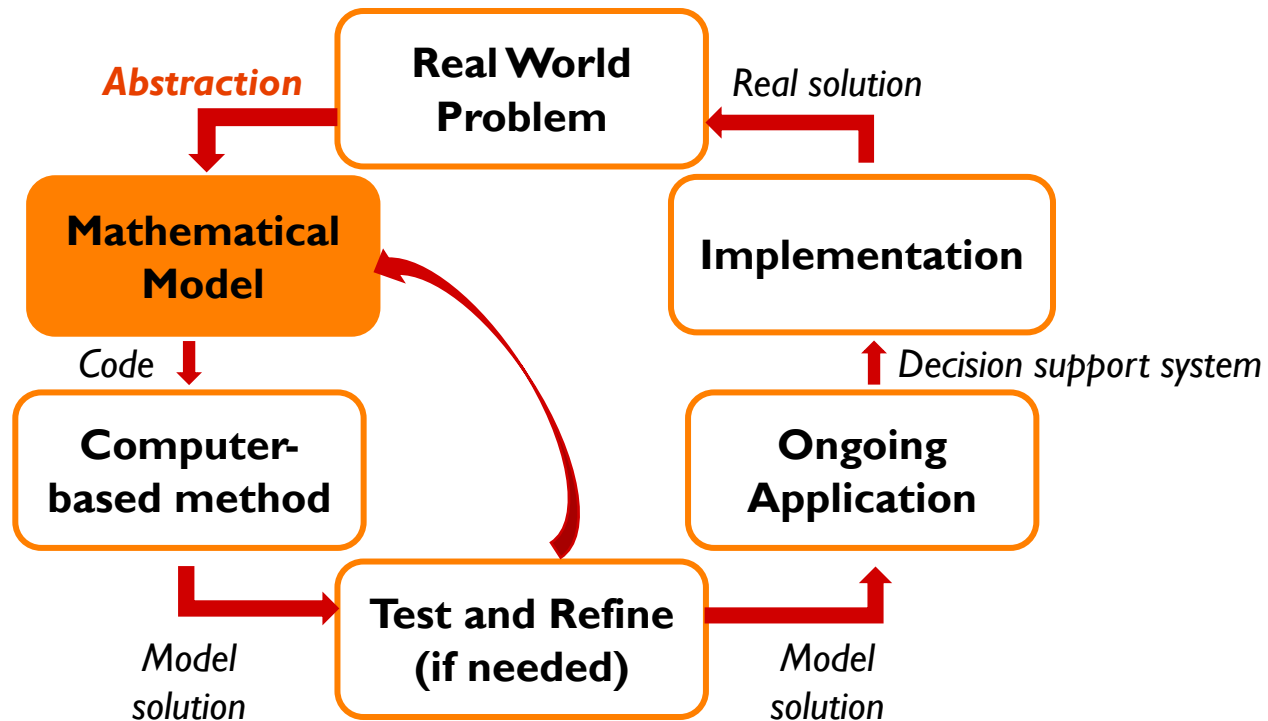 Real World
Problem
Abstraction
Real solution
Mathematical
Model
Implementation
Code
Decision support system
Computer-
based method
Ongoing
Application
Test and Refine
(if needed)
Model
solution
Model
solution